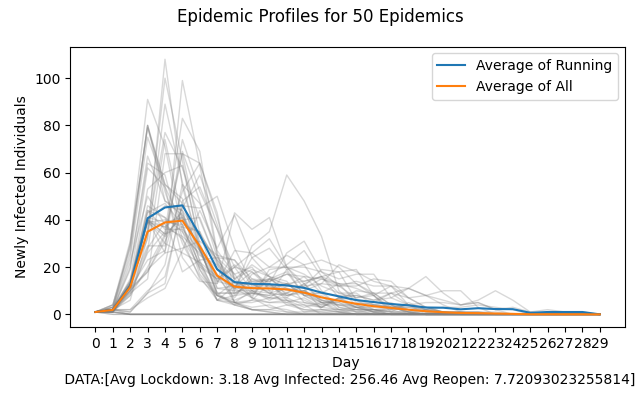 Epidemic Profiles for 50 Epidemics
Average of Running
Average of All
100
80
60
40
20
0
Newly Infected Individuals
0 1 2 3 4 5 6 7 8 9 10 11 12 13 14 15 16 17 18 19 20 21 22 23 24 25 26 27 28 29
Day
DATA:[Avg Lockdown: 3.18 Avg Infected: 256.46 Avg Reopen: 7.72093023255814]